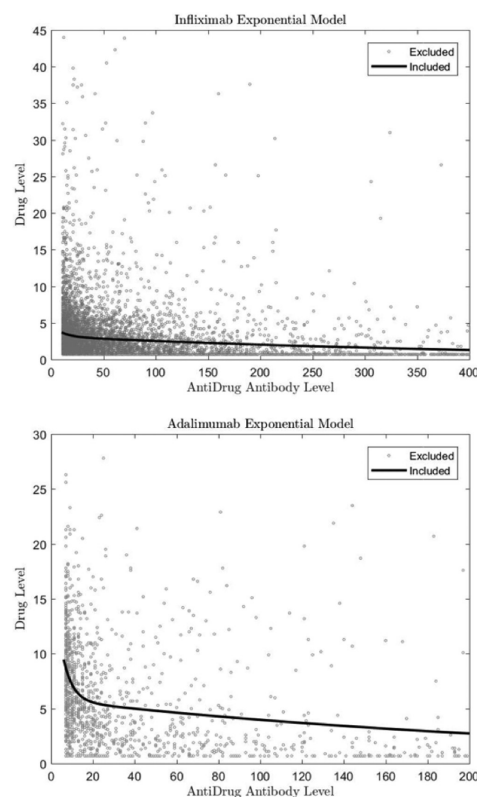 Infliximab Exponential Model
45
40
35
30
25
20
15
10
5
0
Drug Level
Excluded
Included
0 50 100 150 200 250 300 350 400
AntiDrug Antibody Level
Adalimumab Exponential Model
30
25
20
15
10
5
0
Drug Level
Excluded
Included
0 20 40 60 80 100 120 140 160 180 200
AntiDrug Antibody Level